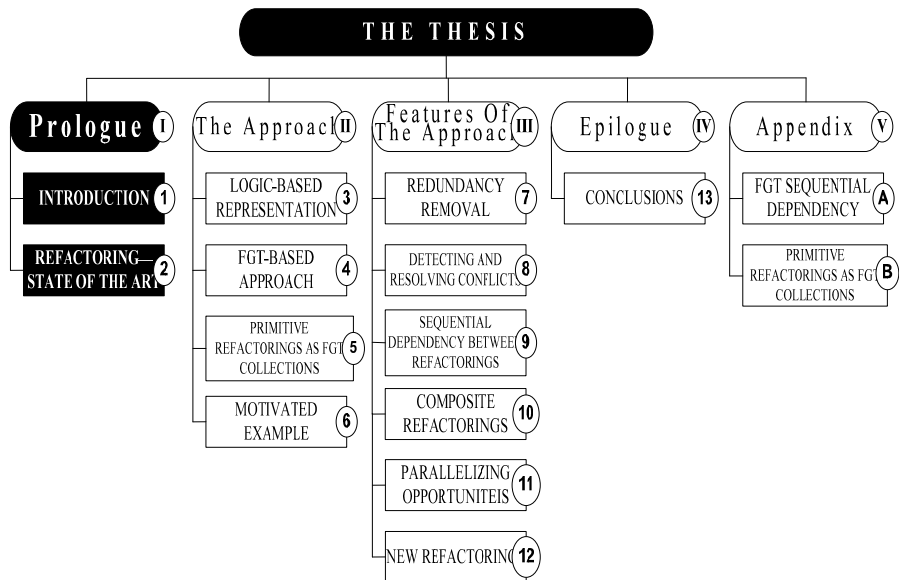 THE THESIS
Prologue I
INTRODUCTION 1
REFACTORING—
STATE OF THE ART 2
The Approach II
LOGIC-BASED
REPRESENTATION 3
FGT-BASED
APPROACH 4
PRIMITIVE
REFACTORINGS AS FGT
COLLECTIONS 5
MOTIVATED
EXAMPLE 6
Features Of
The Approach III
REDUNDANCY
REMOVAL 7
DETECTING AND
RESOLVING CONFLICTS 8
SEQUENTIAL
DEPENDENCY BETWEEN
REFACTORINGS 9
COMPOSITE
REFACTORINGS 10
PARALLELIZING
OPPORTUNITEIS 11
NEW REFACTORING 12
Epilogue IV
CONCLUSIONS 13
Appendix V
FGT SEQUENTIAL
DEPENDENCY A
PRIMITIVE
REFACTORINGS AS FGT
COLLECTIONS B